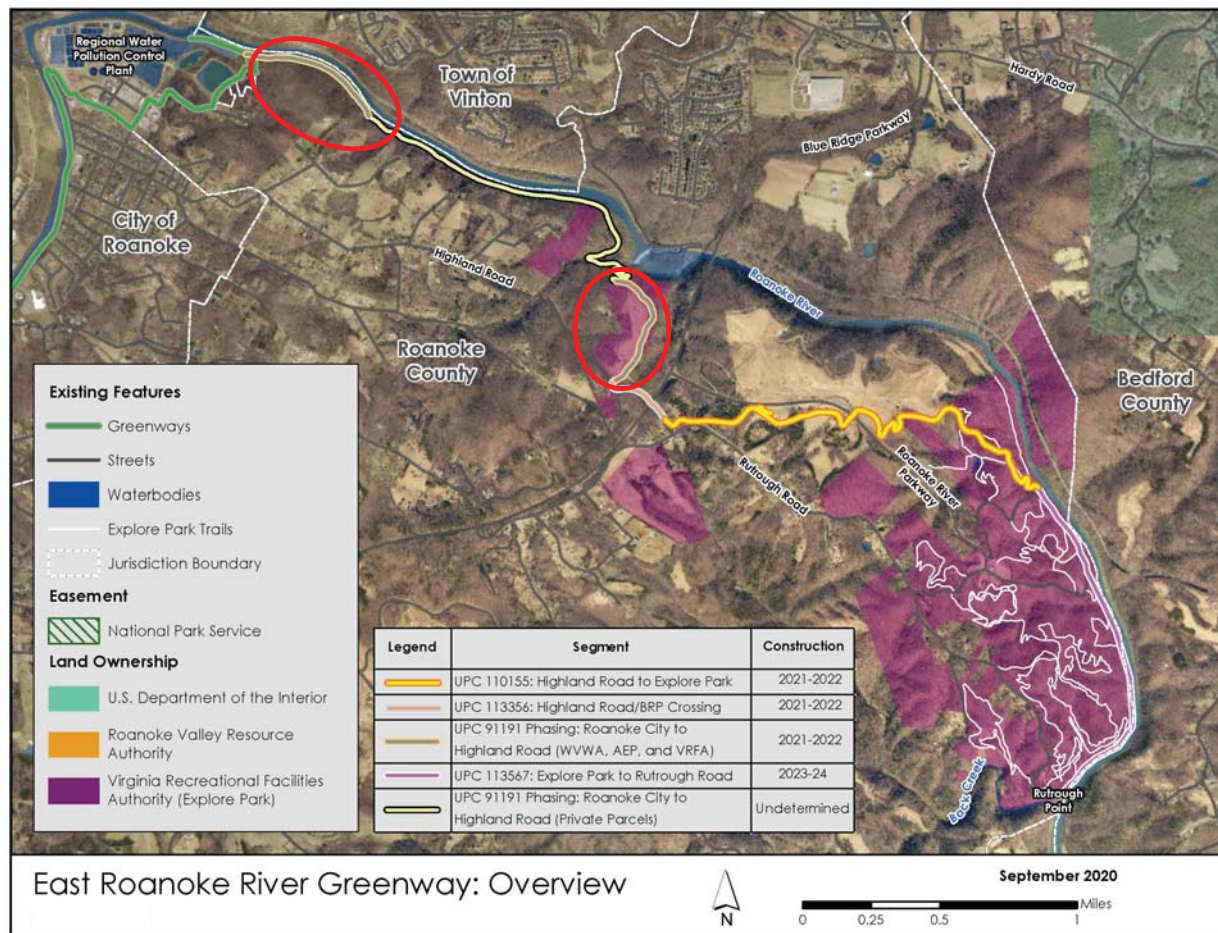 Regional Water
Pollution Control
Plant
Town of
Vinton
Hardy Road
Blue Ridge Parkway
City of
Roanoke
Highland Road
Roanoke River
Roanoke
County
Bedford
County
Rutrough Road
Roanoke River
Parkway
Back Creek
Rutrough
Point
Existing Features
Greenways
Streets
Waterbodies
Explore Park Trails
Jurisdiction Boundary
Easement
National Park Service
Land Ownership
U.S. Department of the Interior
Roanoke Valley Resource
Authority
Virginia Recreational Facilities
Authority (Explore Park)
Legend Segment Construction
UPC 110155: Highland Road to Explore Park 2021-2022
UPC 113356: Highland Road/BRP Crossing 2021-2022
UPC 91191 Phasing: Roanoke City to
Highland Road (WVWA, AEP, and VRFA) 2021-2022
UPC 113567: Explore Park to Rutrough Road 2023-24
UPC 91191 Phasing: Roanoke City to
Highland Road (Private Parcels) Undetermined
East Roanoke River Greenway: Overview
N
September 2020
Miles
0 0.25 0.5 1